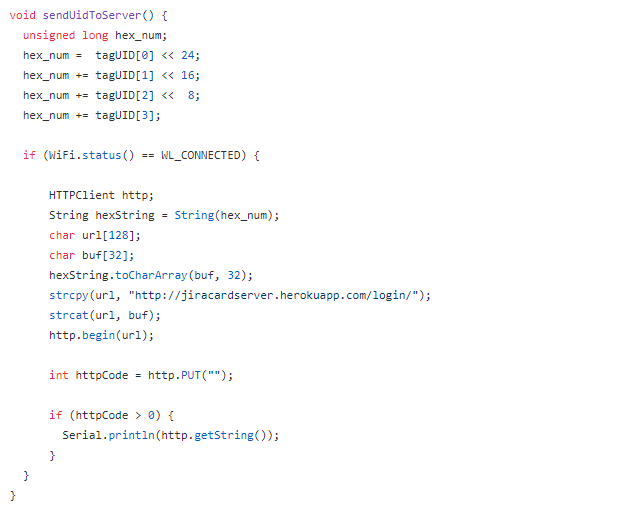 void sendUidToServer() {
  unsigned long hex_num;
  hex_num =  tagUID[0] << 24;
  hex_num += tagUID[1] << 16;
  hex_num += tagUID[2] <<  8;
  hex_num += tagUID[3];

  if (WiFi.status() == WL_CONNECTED) {

      HTTPClient http;
      String hexString = String(hex_num);
      char url[128];
      char buf[32];
      hexString.toCharArray(buf, 32);
      strcpy(url, "http://jiracardserver.herokuapp.com/login/");
      strcat(url, buf);
      http.begin(url);

      int httpCode = http.PUT("");

      if (httpCode > 0) {
        Serial.println(http.getString());
      }
  }
}